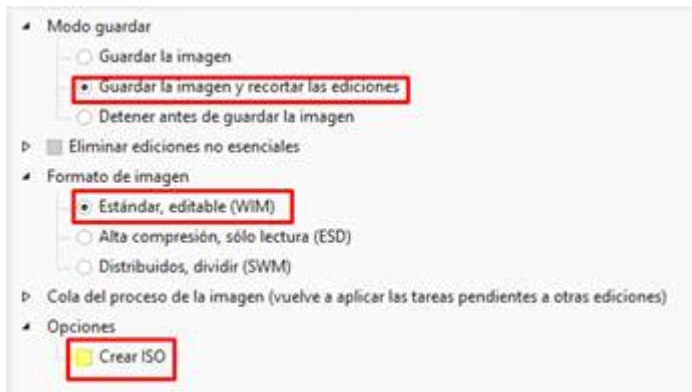 Modo guardar
Guardar la imagen
Guardar la imagen y recortar las ediciones
Detener antes de guardar la imagen
Eliminar ediciones no esenciales
Formato de imagen
Estándar, editable (WIM)
Alta compresión, sólo lectura (ESD)
Distribuidos, dividir (SWM)
Cola del proceso de la imagen (vuelve a aplicar las tareas pendientes a otras ediciones)
Opciones
Crear ISO